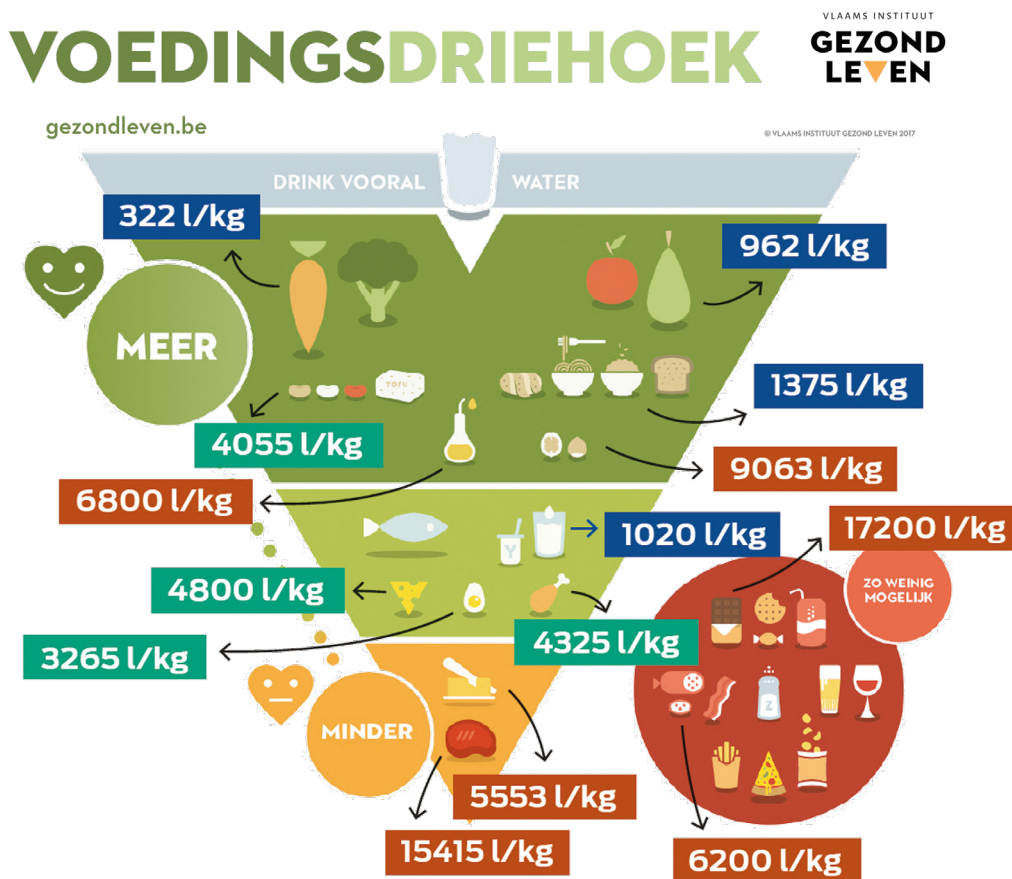 VLAAMS INSTITUUT
GEZOND
LEVEN
VOEDINGSDRIEHOEK
gezondleven.be
© VLAAMS INSTITUUT GEZOND LEVEN 2017
DRINK VOORAL WATER
322 l/kg
962 l/kg
MEER
TOFU
1375 l/kg
4055 l/kg
9063 l/kg
6800 l/kg
17200 l/kg
1020 l/kg
Y
ZO WEINIG
MOGELIJK
4800 l/kg
4325 l/kg
3265 l/kg
Z
MINDER
5553 l/kg
15415 l/kg
6200 l/kg